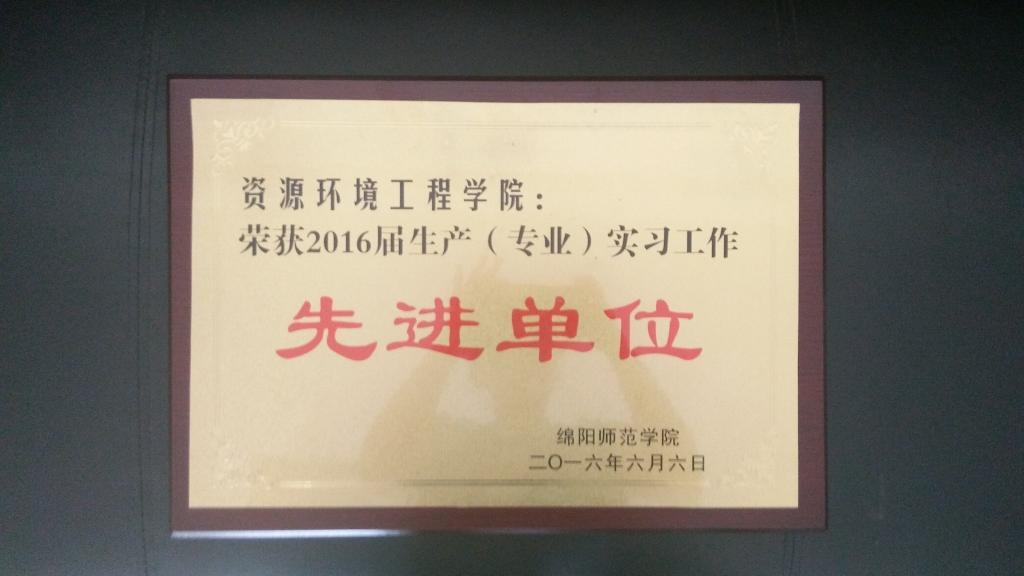 资源环境工程学院：
荣获2016届生产（专业）实习工作
先进单位
绵阳师范学院
二〇一六年六月六日